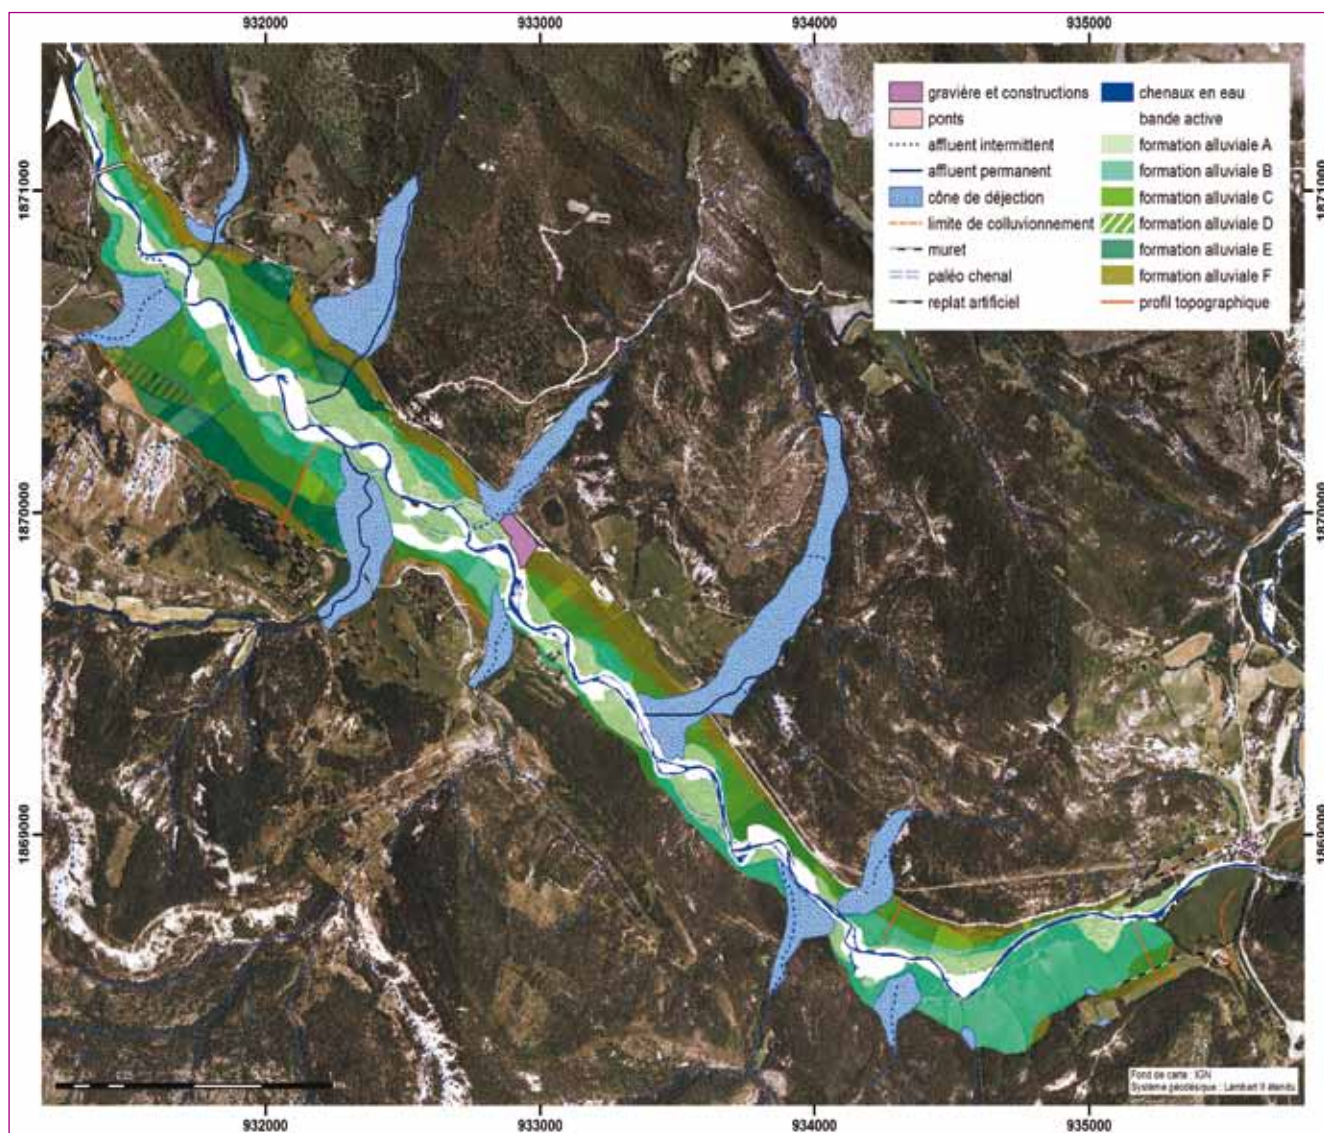 932000 933000 934000 935000
gravière et constructions
ponts
affluent intermittent
affluent permanent
cône de déjection
limite de colluvionnement
muret
paléo chenal
replat artificiel
chenaux en eau
bande active
formation alluviale A
formation alluviale B
formation alluviale C
formation alluviale D
formation alluviale E
formation alluviale F
profil topographique
1871000 1871000
1870000 1870000
1869000 1869000
Fond de carte : IGN
Système géodésique : Lambert II étendu
932000 933000 934000 935000